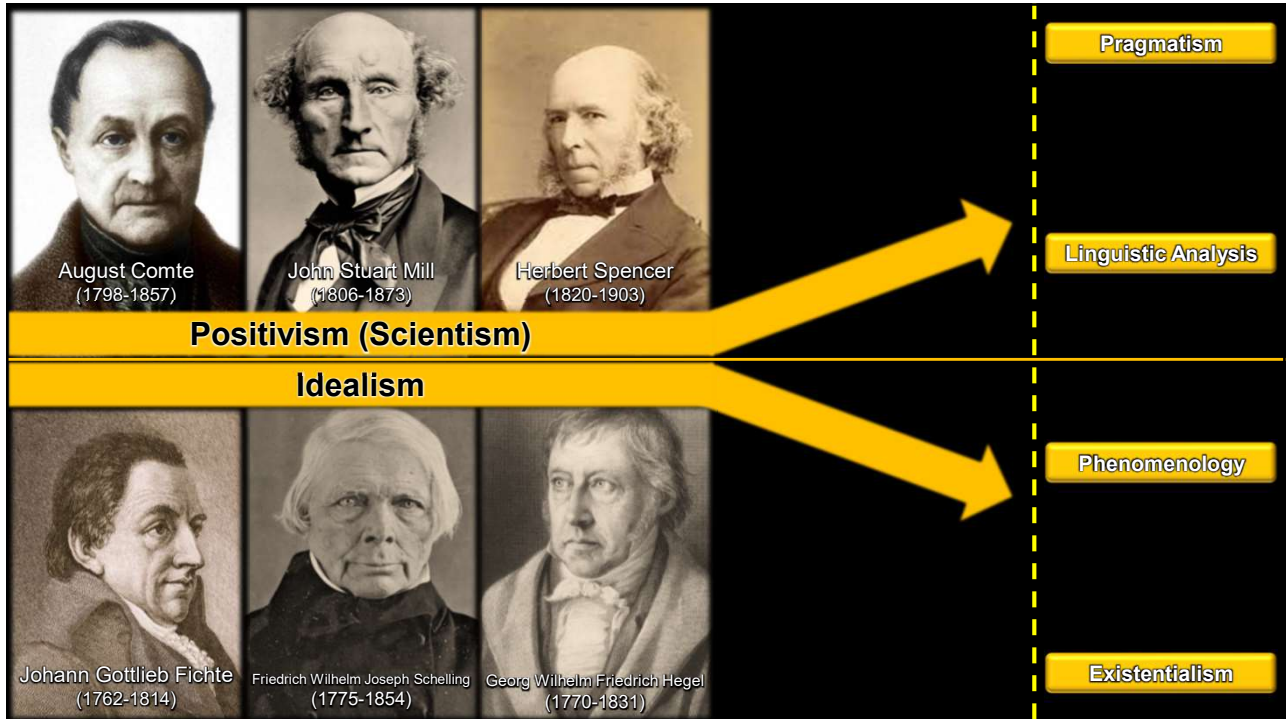 Pragmatism
August Comte
(1798-1857)
John Stuart Mill
(1806-1873)
Herbert Spencer
(1820-1903)
Linguistic Analysis
Positivism (Scientism)
Idealism
Phenomenology
Johann Gottlieb Fichte
(1762-1814)
Friedrich Wilhelm Joseph Schelling
(1775-1854)
Georg Wilhelm Friedrich Hegel
(1770-1831)
Existentialism